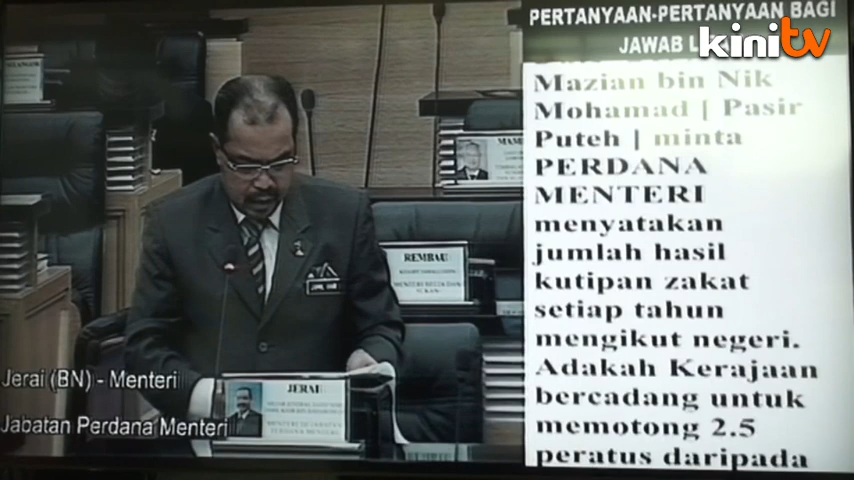 PERTANYAAN-PERTANYAAN BAGI
JAWAB
kinitv
Mazian bin Nik
Mohamad | Pasir
Puteh | minta
PERDANA
MENTERI
menyatakan
jumlah hasil
kutipan zakat
setiap tahun
mengikut negeri.
Adakah Kerajaan
bercadang untuk
memotong 2.5
peratus daripada
REMBAU
JERAI
Jerai (BN) - Menteri
Jabatan Perdana Menteri